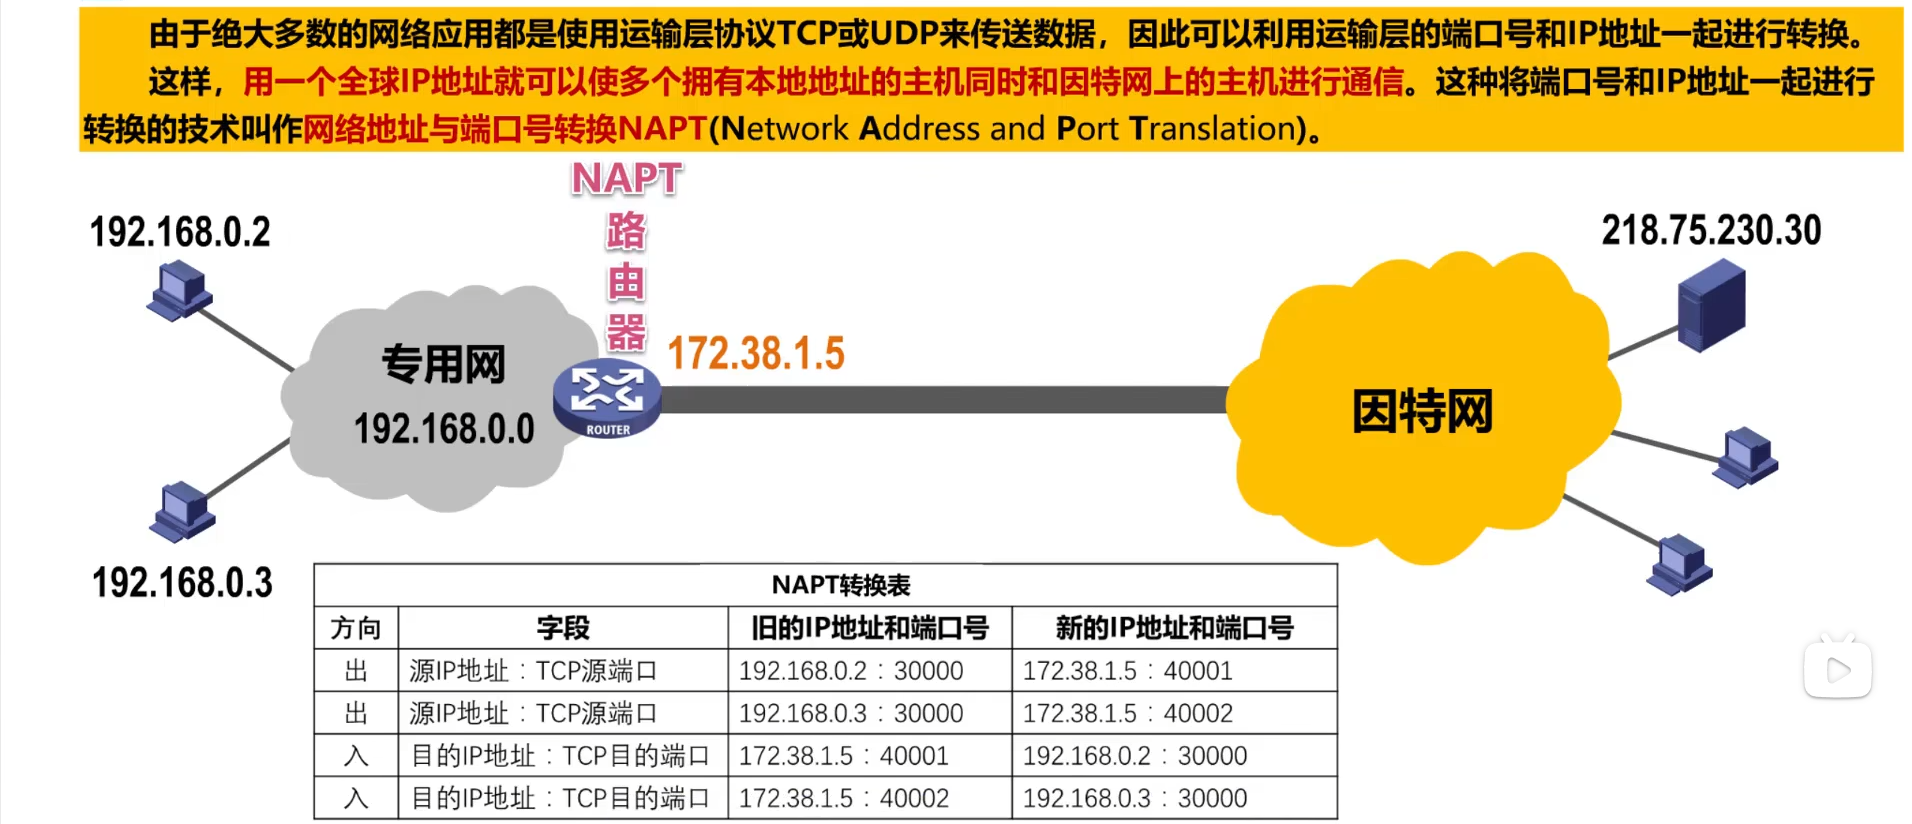 由于绝大多数的网络应用都是使用运输层协议TCP或UDP来传送数据，因此可以利用运输层的端口号和IP地址一起进行转换。
这样，用一个全球IP地址就可以使多个拥有本地地址的主机同时和因特网上的主机进行通信。这种将端口号和IP地址一起进行
转换的技术叫作网络地址与端口号转换NAPT(Network Address and Port Translation)。
NAPT
路
由
器
192.168.0.2
218.75.230.30
172.38.1.5
专用网
192.168.0.0
ROUTER
因特网
192.168.0.3
NAPT转换表
方向 字段 旧的IP地址和端口号 新的IP地址和端口号
出 源IP地址：TCP源端口 192.168.0.2：30000 172.38.1.5：40001
出 源IP地址：TCP源端口 192.168.0.3：30000 172.38.1.5：40002
入 目的IP地址：TCP目的端口 172.38.1.5：40001 192.168.0.2：30000
入 目的IP地址：TCP目的端口 172.38.1.5：40002 192.168.0.3：30000